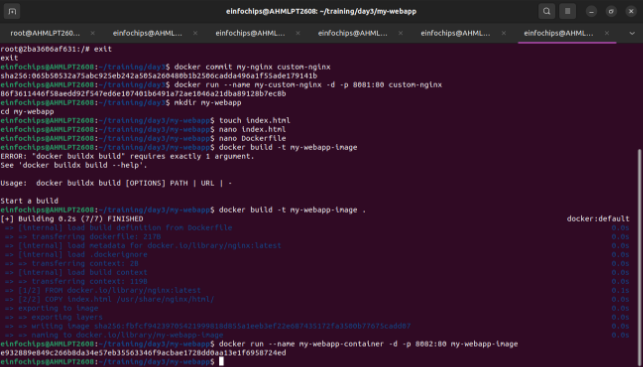 einfochips@AHMLPT2608: ~/training/day3/my-webapp
root@AHMLPT260... einfochips@AHML... einfochips@AHML... einfochips@AHML... einfochips@AHML... einfochips@AHML...
root@2ba3606af631:/# exit
exit
einfochips@AHMLPT2608:~/training/day3$ docker commit my-nginx custom-nginx
einfochips@AHMLPT2608:~/training/day3$ docker run --name my-custom-nginx -d -p 8081:80 custom-nginx
einfochips@AHMLPT2608:~/training/day3$ mkdir my-webapp
cd my-webapp
einfochips@AHMLPT2608:~/training/day3/my-webapp$ touch index.html
einfochips@AHMLPT2608:~/training/day3/my-webapp$ nano index.html
einfochips@AHMLPT2608:~/training/day3/my-webapp$ nano Dockerfile
einfochips@AHMLPT2608:~/training/day3/my-webapp$ docker build -t my-webapp-image
ERROR: "docker buildx build" requires exactly 1 argument.
See 'docker buildx build --help'.
Usage: docker buildx build [OPTIONS] PATH | URL | -
Start a build
einfochips@AHMLPT2608:~/training/day3/my-webapp$ docker build -t my-webapp-image .
[+] Building 0.2s (7/7) FINISHED docker:default
=> [internal] load build definition from Dockerfile 0.0s
=> => transferring dockerfile: 217B 0.0s
=> [internal] load metadata for docker.io/library/nginx:latest 0.0s
=> [internal] load .dockerignore 0.0s
=> => transferring context: 2B 0.0s
=> [internal] load build context 0.0s
=> => transferring context: 0.0s
=> [1/2] FROM docker.io/library/nginx:latest 0.1s
=> [2/2] COPY index.html /usr/share/nginx/html/ 0.0s
=> exporting to image 0.0s
=> => exporting layers 0.0s
=> => writing image 0.0s
=> => naming to docker.io/library/my-webapp-image 0.0s
einfochips@AHMLPT2608:~/training/day3/my-webapp$ docker run --name my-webapp-container -d -p 8082:80 my-webapp-image
einfochips@AHMLPT2608:~/training/day3/my-webapp$